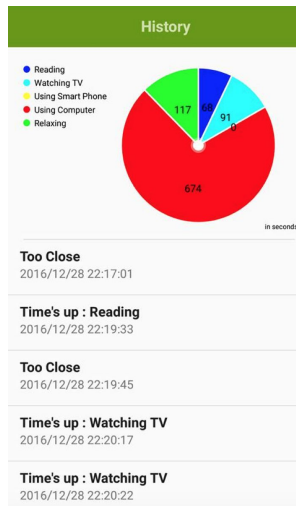 History
Reading
Watching TV
Using Smart Phone
Using Computer
Relaxing
117
68
91
0
674
in seconds
Too Close
2016/12/28 22:17:01
Time's up : Reading
2016/12/28 22:19:33
Too Close
2016/12/28 22:19:45
Time's up : Watching TV
2016/12/28 22:20:17
Time's up : Watching TV
2016/12/28 22:20:22